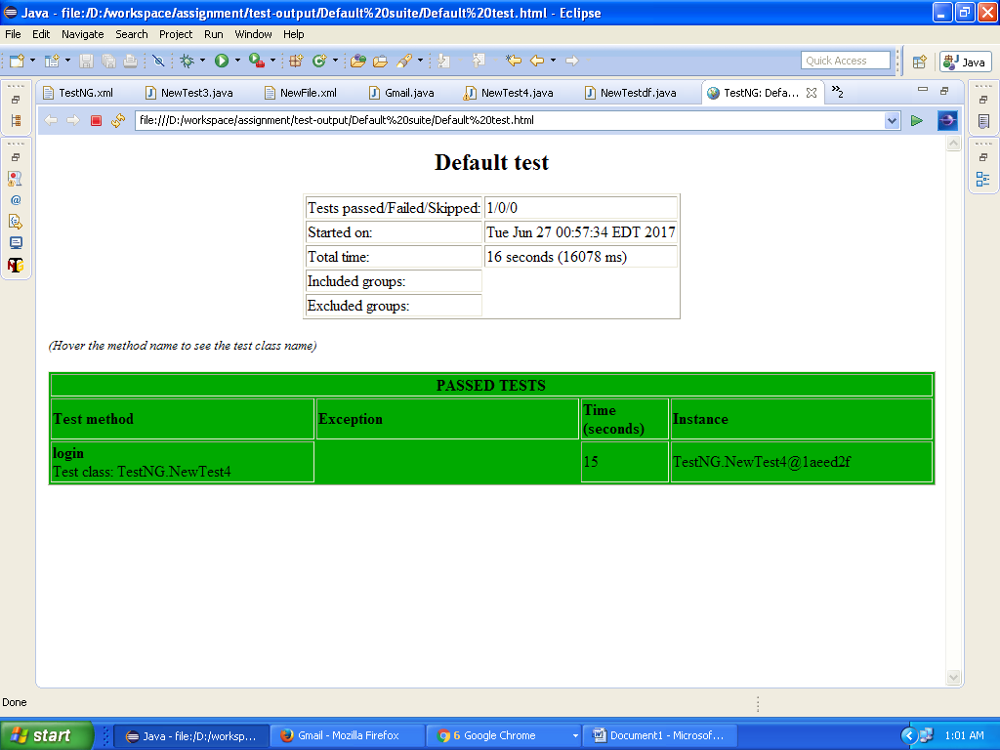 Java - file:/D:/workspace/assignment/test-output/Default%20suite/Default%20test.html - Eclipse
File Edit Navigate Search Project Run Window Help
Quick Access
Java
TestNG.xml NewTest3.java NewFile.xml Gmail.java NewTest4.java NewTestdf.java TestNG: Defa... »2
file:///D:/workspace/assignment/test-output/Default%20suite/Default%20test.html
Default test
Tests passed/Failed/Skipped: 1/0/0
Started on: Tue Jun 27 00:57:34 EDT 2017
Total time: 16 seconds (16078 ms)
Included groups:
Excluded groups:
(Hover the method name to see the test class name)
PASSED TESTS
Test method Exception Time (seconds) Instance
login
Test class: TestNG.NewTest4 15 TestNG.NewTest4@1aeed2f
Done
start Java - file:/D:/worksp... Gmail - Mozilla Firefox 6 Google Chrome Document1 - Microsof... 1:01 AM